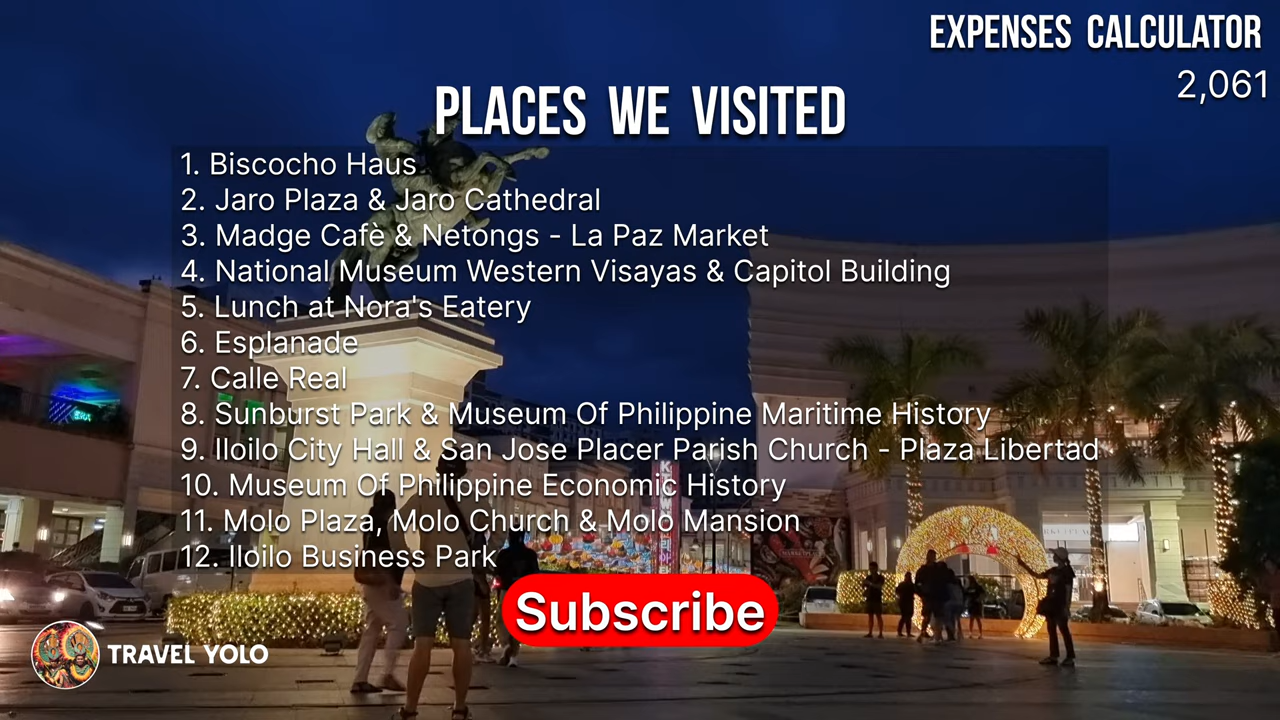 EXPENSES CALCULATOR
2,061
PLACES WE VISITED
1. Biscocho Haus
2. Jaro Plaza & Jaro Cathedral
3. Madge Cafè & Netongs - La Paz Market
4. National Museum Western Visayas & Capitol Building
5. Lunch at Nora's Eatery
6. Esplanade
7. Calle Real
8. Sunburst Park & Museum Of Philippine Maritime History
9. Iloilo City Hall & San Jose Placer Parish Church - Plaza Libertad
10. Museum Of Philippine Economic History
11. Molo Plaza, Molo Church & Molo Mansion
12. Iloilo Business Park
Subscribe
TRAVEL YOLO